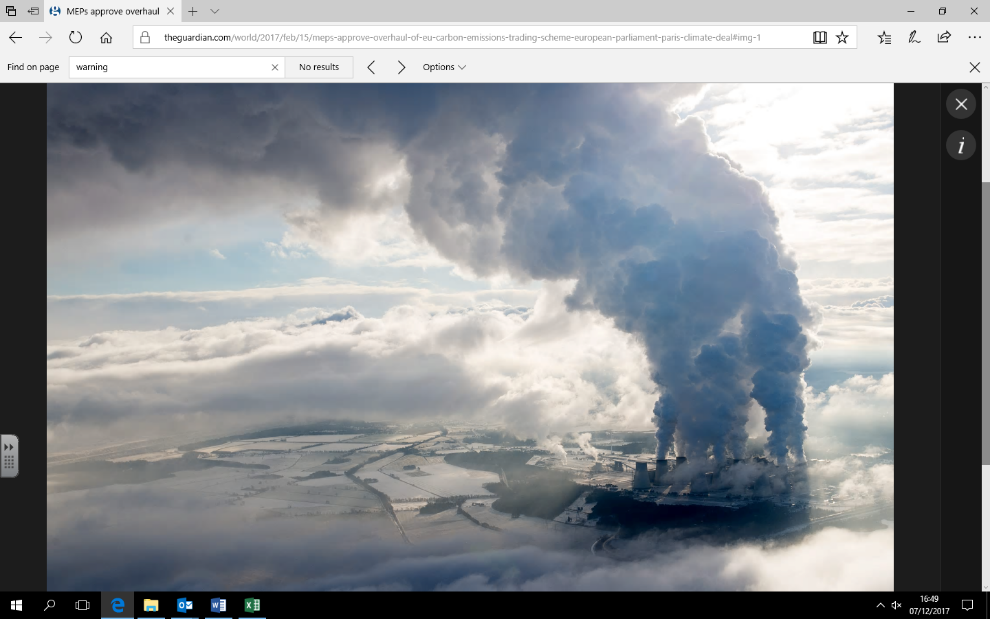 MEPs approve overhaul
theguardian.com/world/2017/feb/15/meps-approve-overhaul-of-eu-carbon-emissions-trading-scheme-european-parliament-paris-climate-deal#img-1
Find on page warning No results Options
i
16:49
07/12/2017